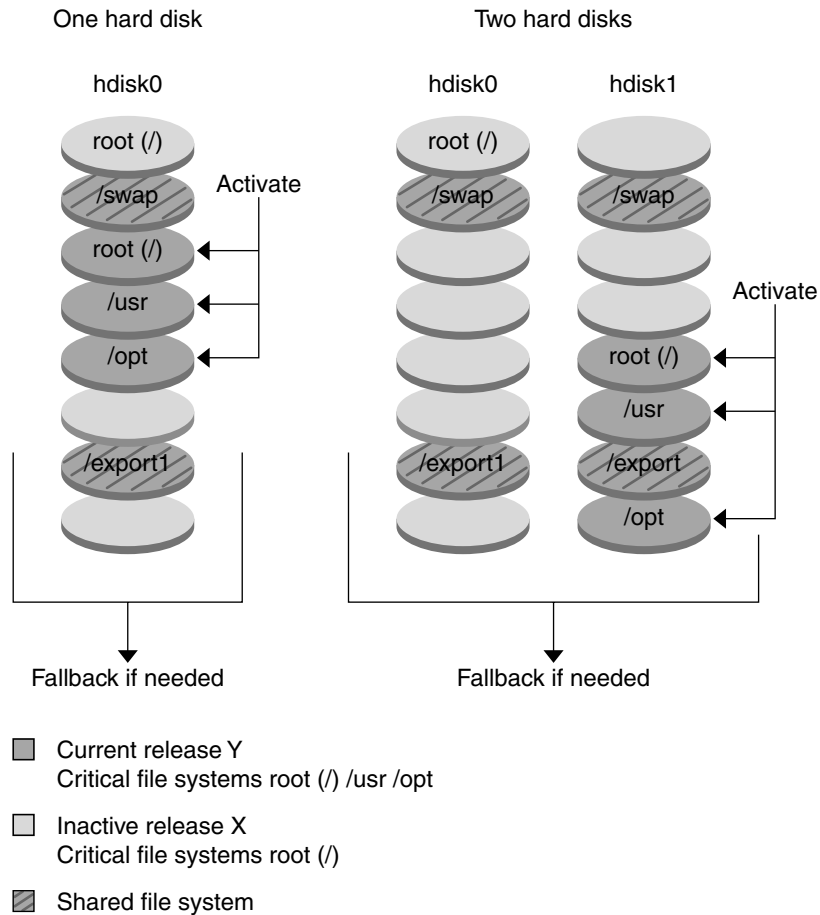 One hard disk
Two hard disks
hdisk0
hdisk0
hdisk1
root (/)
root (/)
/swap
Activate
/swap
/swap
root (/)
/usr
Activate
/opt
root (/)
/usr
/export1
/export1
/export
/opt
Fallback if needed
Fallback if needed
Current release Y
Critical file systems root (/) /usr /opt
Inactive release X
Critical file systems root (/)
Shared file system